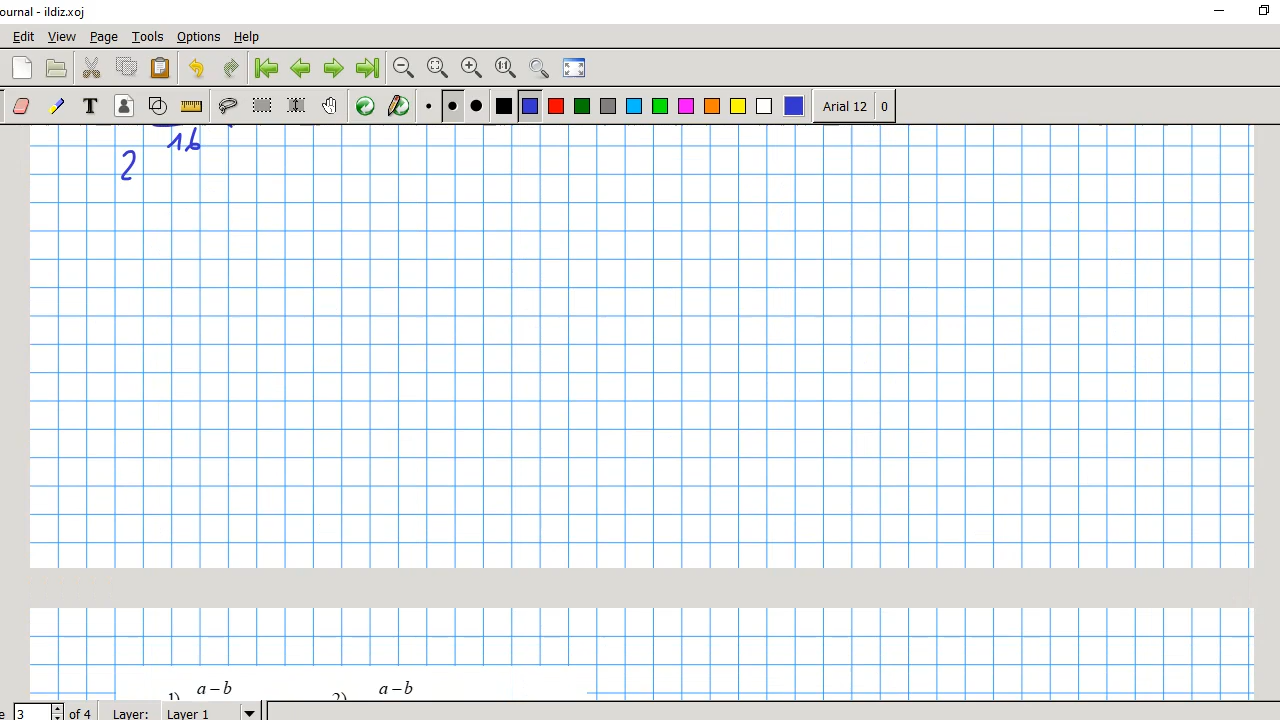 ournal - ildiz.xoj
Edit View Page Tools Options Help
T Arial 12 0
16
2
1) a – b 2) a – b
3 of 4 Layer: Layer 1